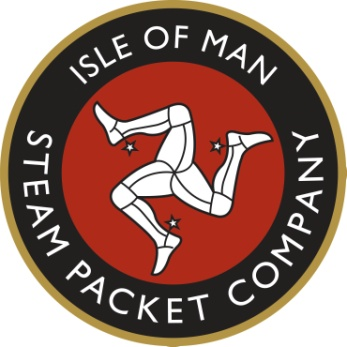 ISLE OF MAN
STEAM PACKET COMPANY